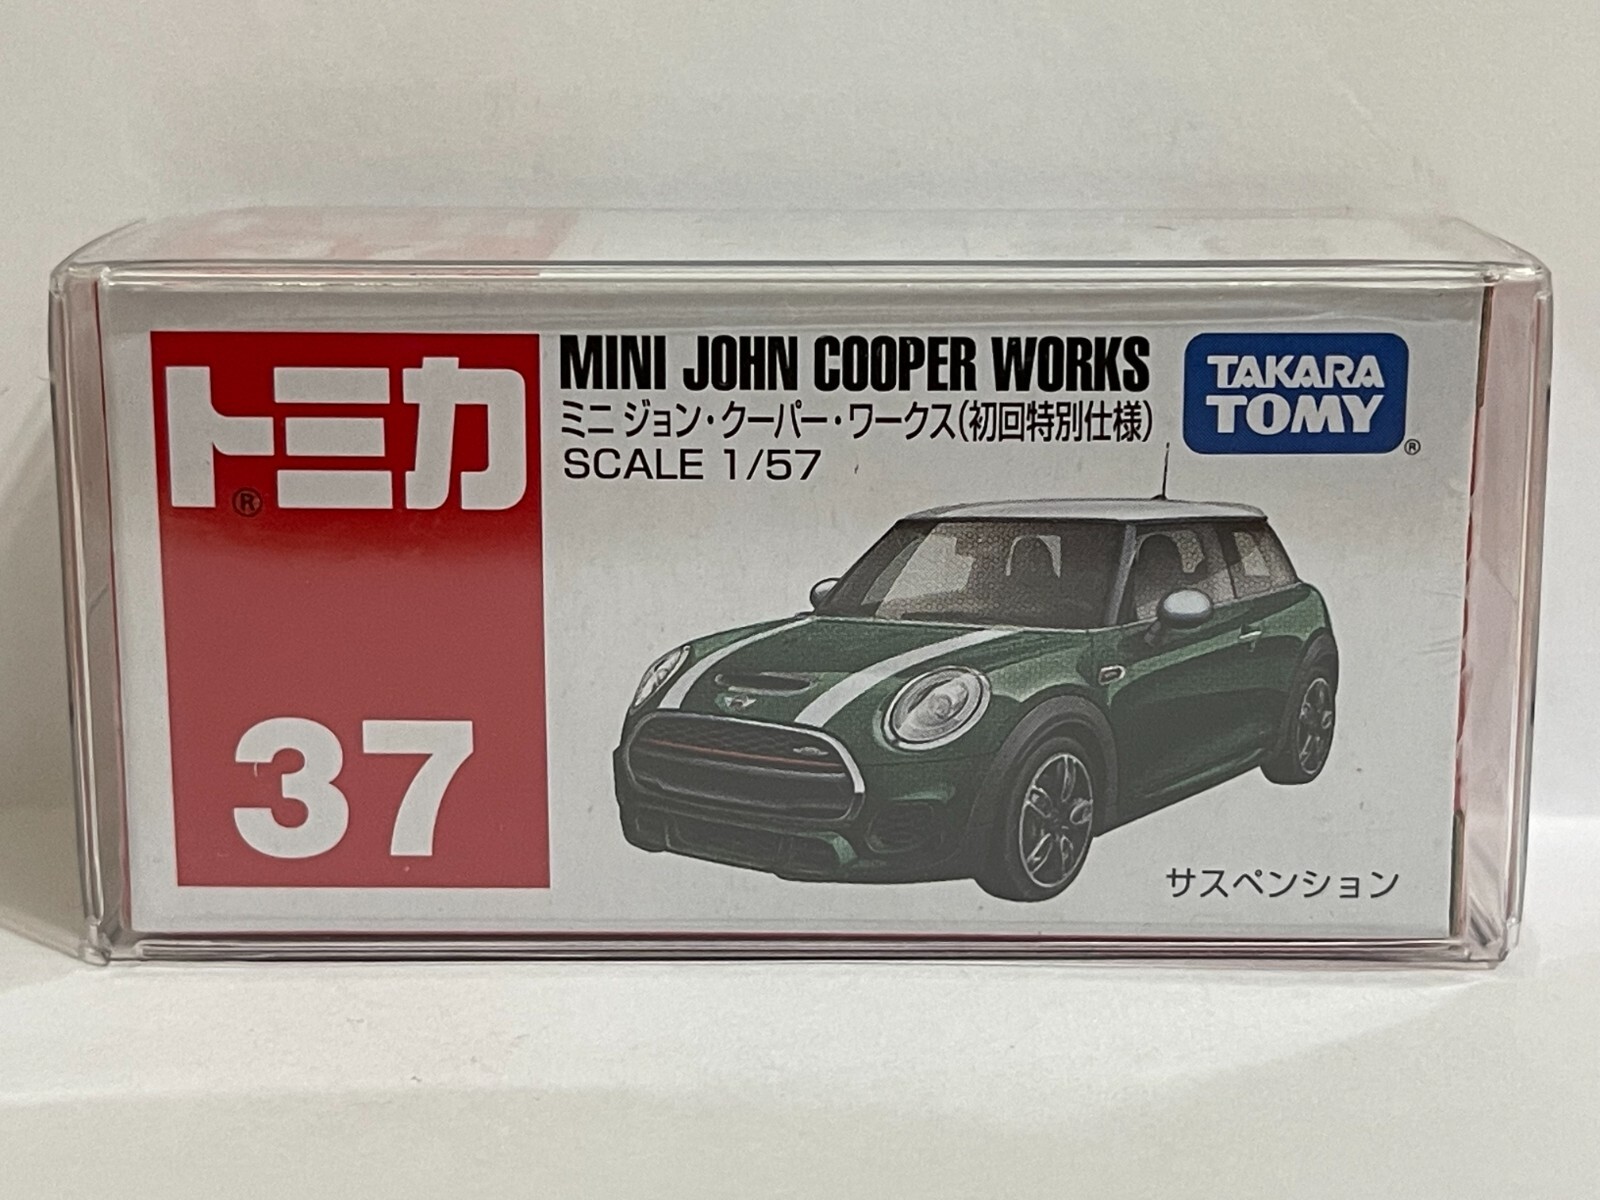 トミカ
®
37
MINI JOHN COOPER WORKS
ミニ ジョン・クーパー・ワークス(初回特別仕様)
SCALE 1/57
TAKARA
TOMY
®
サスペンション